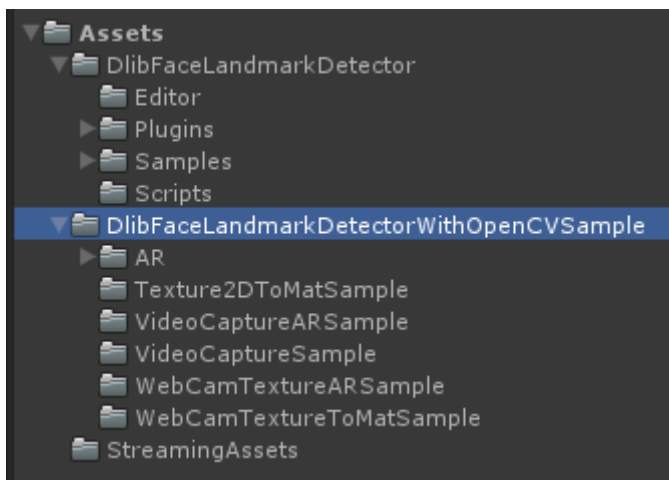 Assets
DlibFaceLandmarkDetector
Editor
Plugins
Samples
Scripts
DlibFaceLandmarkDetectorWithOpenCVSample
AR
Texture2DToMatSample
VideoCaptureARSample
VideoCaptureSample
WebCamTextureARSample
WebCamTextureToMatSample
StreamingAssets